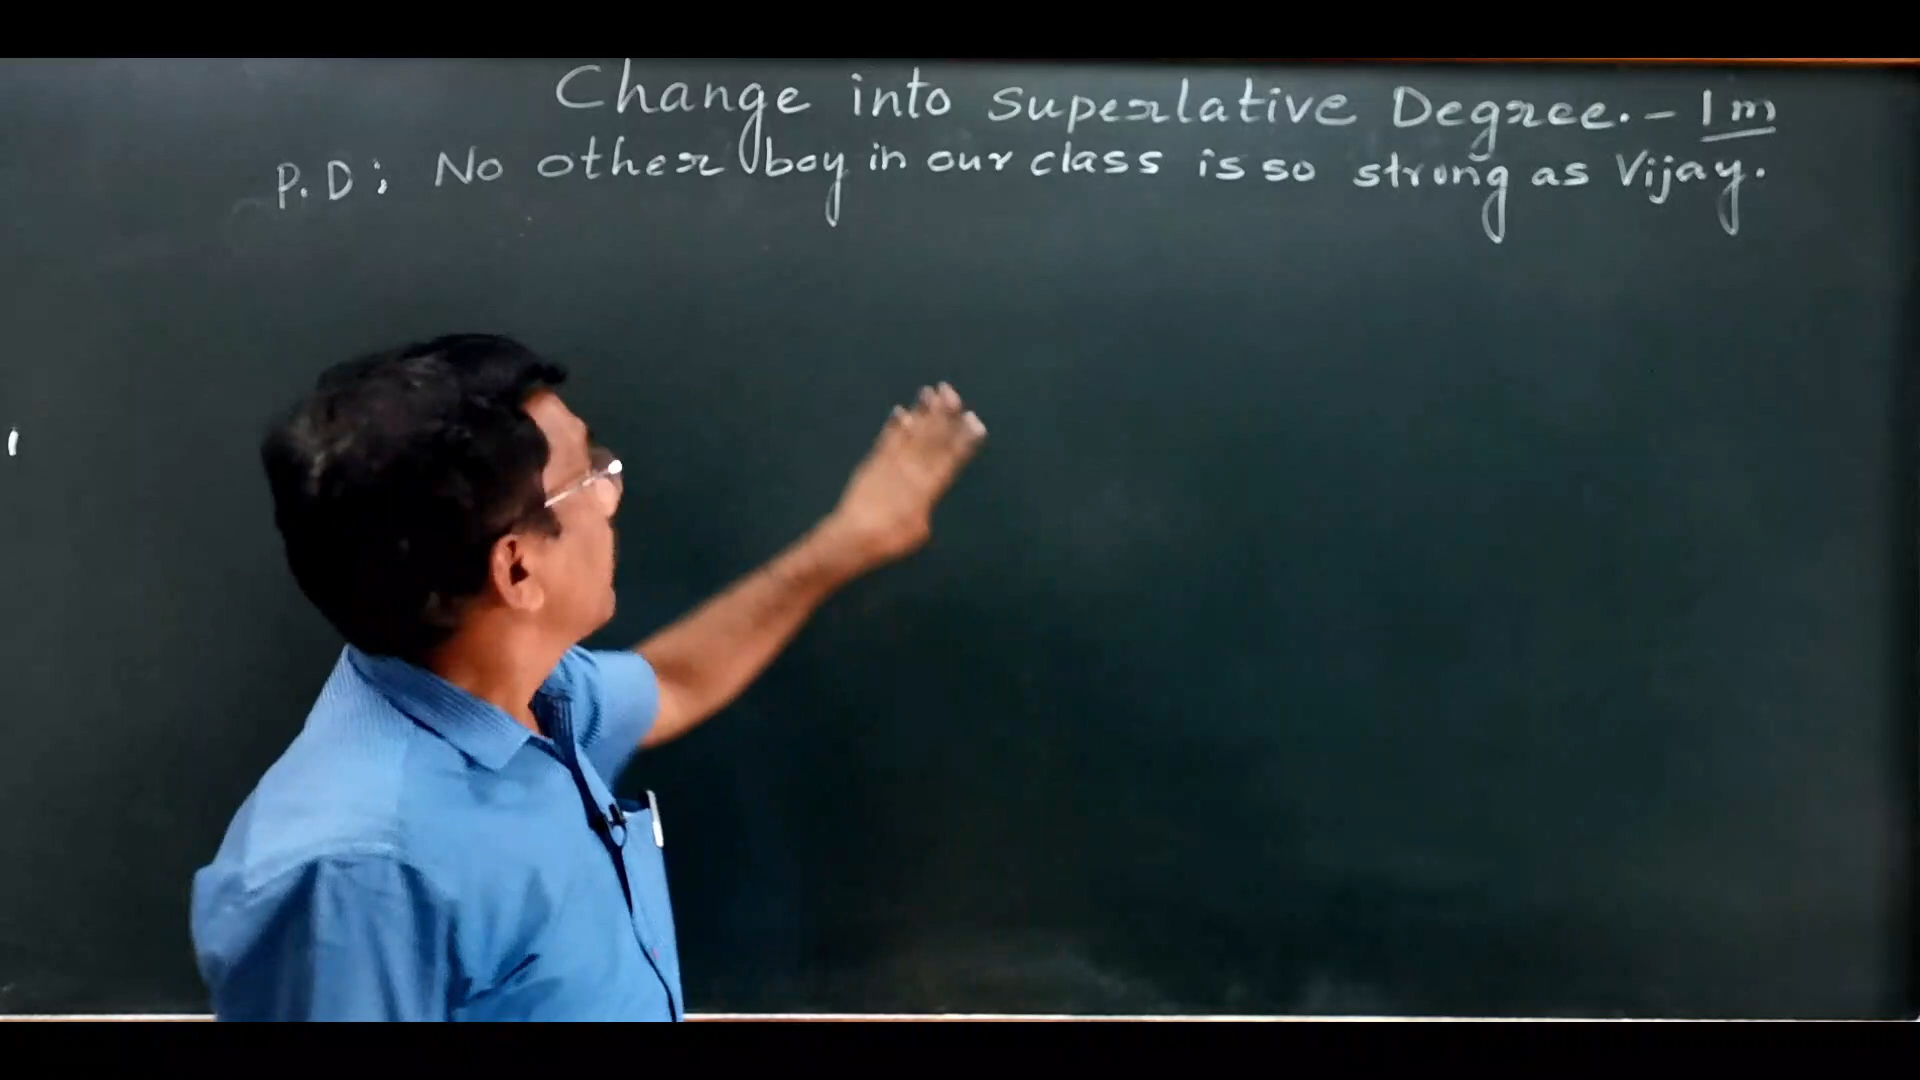 Change into Superlative Degree. - 1m
P.D: No other boy in our class is so strong as Vijay.